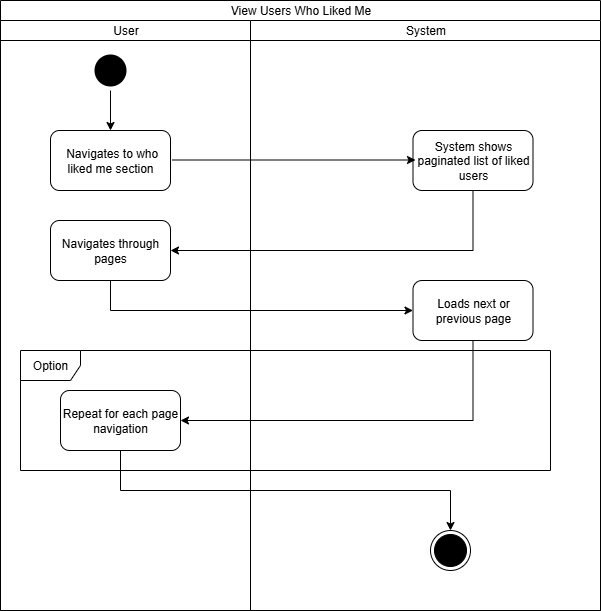 View Users Who Liked Me
User
System
Navigates to who
liked me section
System shows
paginated list of liked
users
Navigates through
pages
Loads next or
previous page
Option
Repeat for each page
navigation